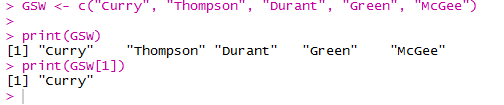 > GSW <- c("Curry", "Thompson", "Durant", "Green", "McGee")
>
> print(GSW)
[1] "Curry"    "Thompson" "Durant"   "Green"    "McGee"
> print(GSW[1])
[1] "Curry"
>